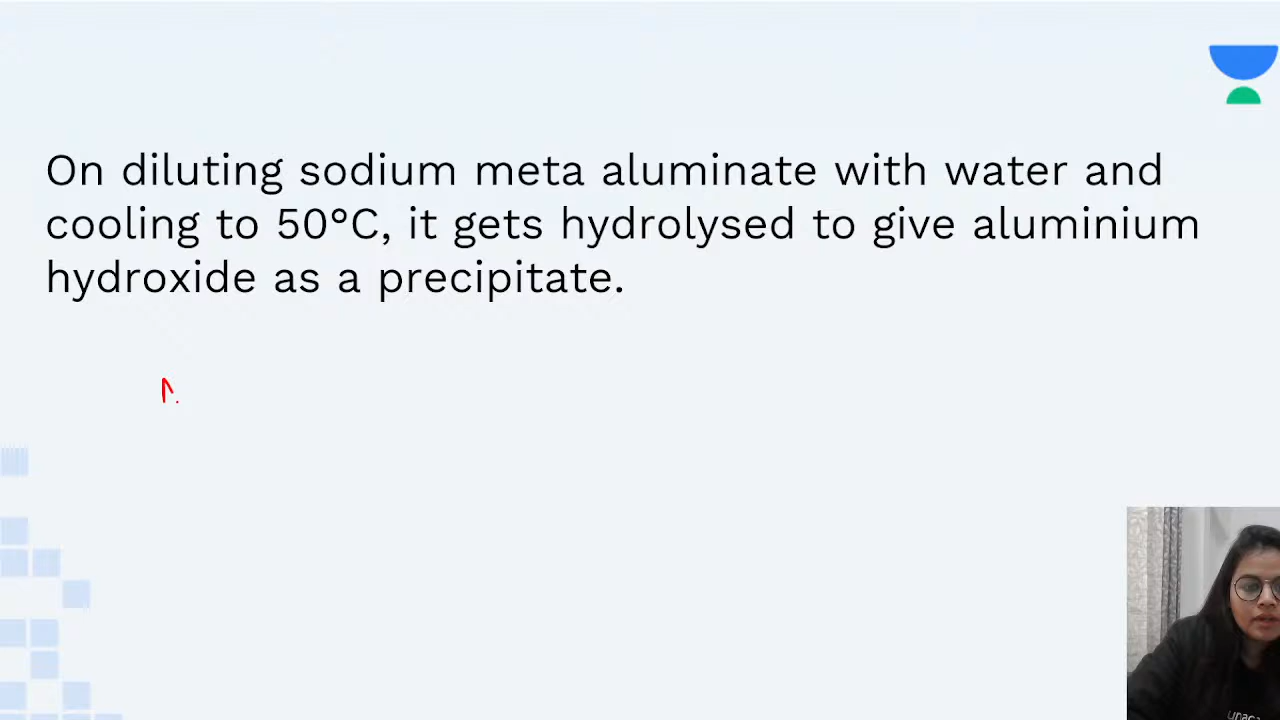 On diluting sodium meta aluminate with water and
cooling to 50°C, it gets hydrolysed to give aluminium
hydroxide as a precipitate.